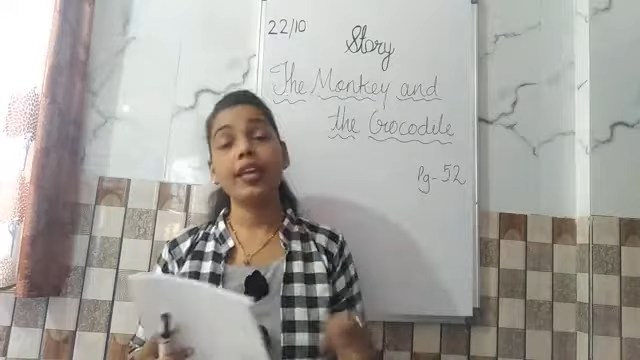 22/10
Story
The Monkey and
the Crocodile
Pg-52